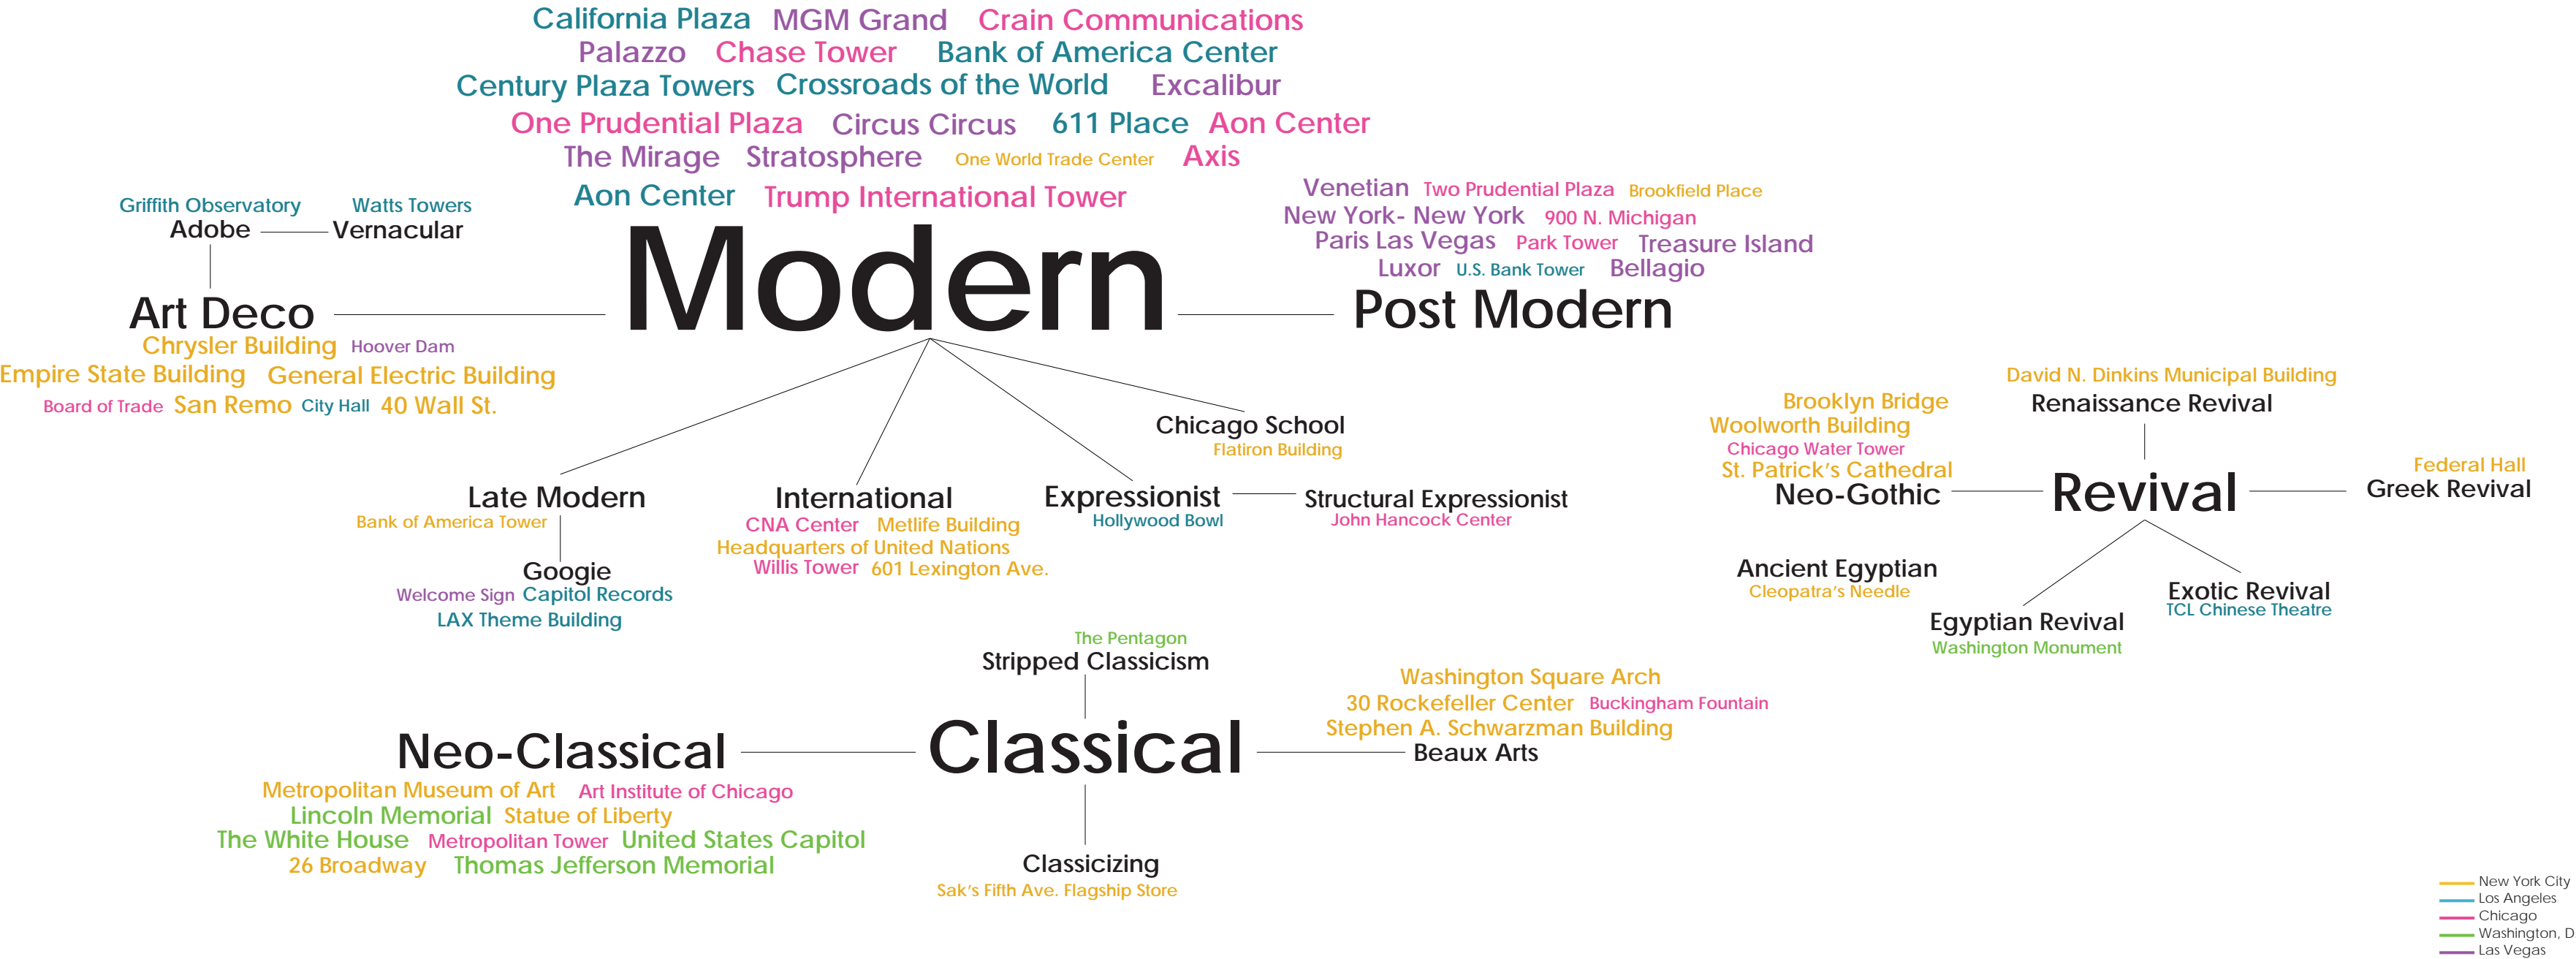 California Plaza MGM Grand Crain Communications
Palazzo Chase Tower Bank of America Center
Century Plaza Towers Crossroads of the World Excalibur
One Prudential Plaza Circus Circus 611 Place Aon Center
The Mirage Stratosphere One World Trade Center Axis
Aon Center Trump International Tower
Modern
Griffith Observatory Watts Towers
Adobe Vernacular
Art Deco
Chrysler Building Hoover Dam
Empire State Building General Electric Building
Board of Trade San Remo City Hall 40 Wall St.
Venetian Two Prudential Plaza Brookfield Place
New York- New York 900 N. Michigan
Paris Las Vegas Park Tower Treasure Island
Luxor U.S. Bank Tower Bellagio
Post Modern
Chicago School
Flatiron Building
Late Modern
Bank of America Tower
Googie
Welcome Sign Capitol Records
LAX Theme Building
International
CNA Center Metlife Building
Headquarters of United Nations
Willis Tower 601 Lexington Ave.
Expressionist
Hollywood Bowl
Structural Expressionist
John Hancock Center
David N. Dinkins Municipal Building
Renaissance Revival
Brooklyn Bridge
Woolworth Building
Chicago Water Tower
St. Patrick's Cathedral
Neo-Gothic
Revival
Federal Hall
Greek Revival
Ancient Egyptian
Cleopatra's Needle
Egyptian Revival
Washington Monument
Exotic Revival
TCL Chinese Theatre
The Pentagon
Stripped Classicism
Neo-Classical
Metropolitan Museum of Art Art Institute of Chicago
Lincoln Memorial Statue of Liberty
The White House Metropolitan Tower United States Capitol
26 Broadway Thomas Jefferson Memorial
Classical
Washington Square Arch
30 Rockefeller Center Buckingham Fountain
Stephen A. Schwarzman Building
Beaux Arts
Classicizing
Sak's Fifth Ave. Flagship Store
New York City
Los Angeles
Chicago
Washington, D
Las Vegas